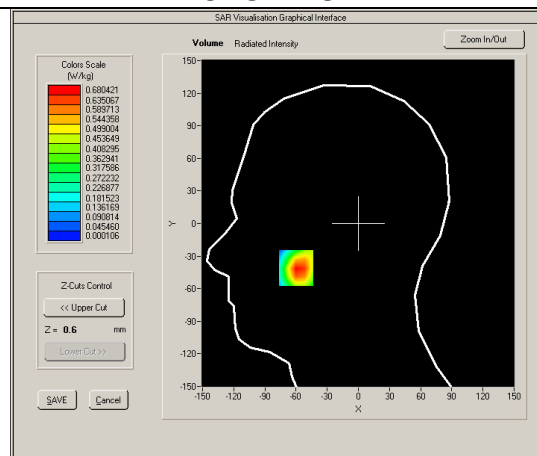 SAR Visualisation Graphical Interface
Volume Radiated Intensity
Zoom In/Out
Colors Scale
(W/kg)
0.680421
0.635067
0.589713
0.544358
0.499004
0.453649
0.408295
0.362941
0.317586
0.272232
0.226877
0.181523
0.136169
0.090814
0.045460
0.000106
Z-Cuts Control
<< Upper Cut
Z = 0.6 mm
Lower Cut >>
SAVE Cancel
150
120
90
60
30
Y 0
-30
-60
-90
-120
-150
-150 -120 -90 -60 -30 0 30 60 90 120 150
X